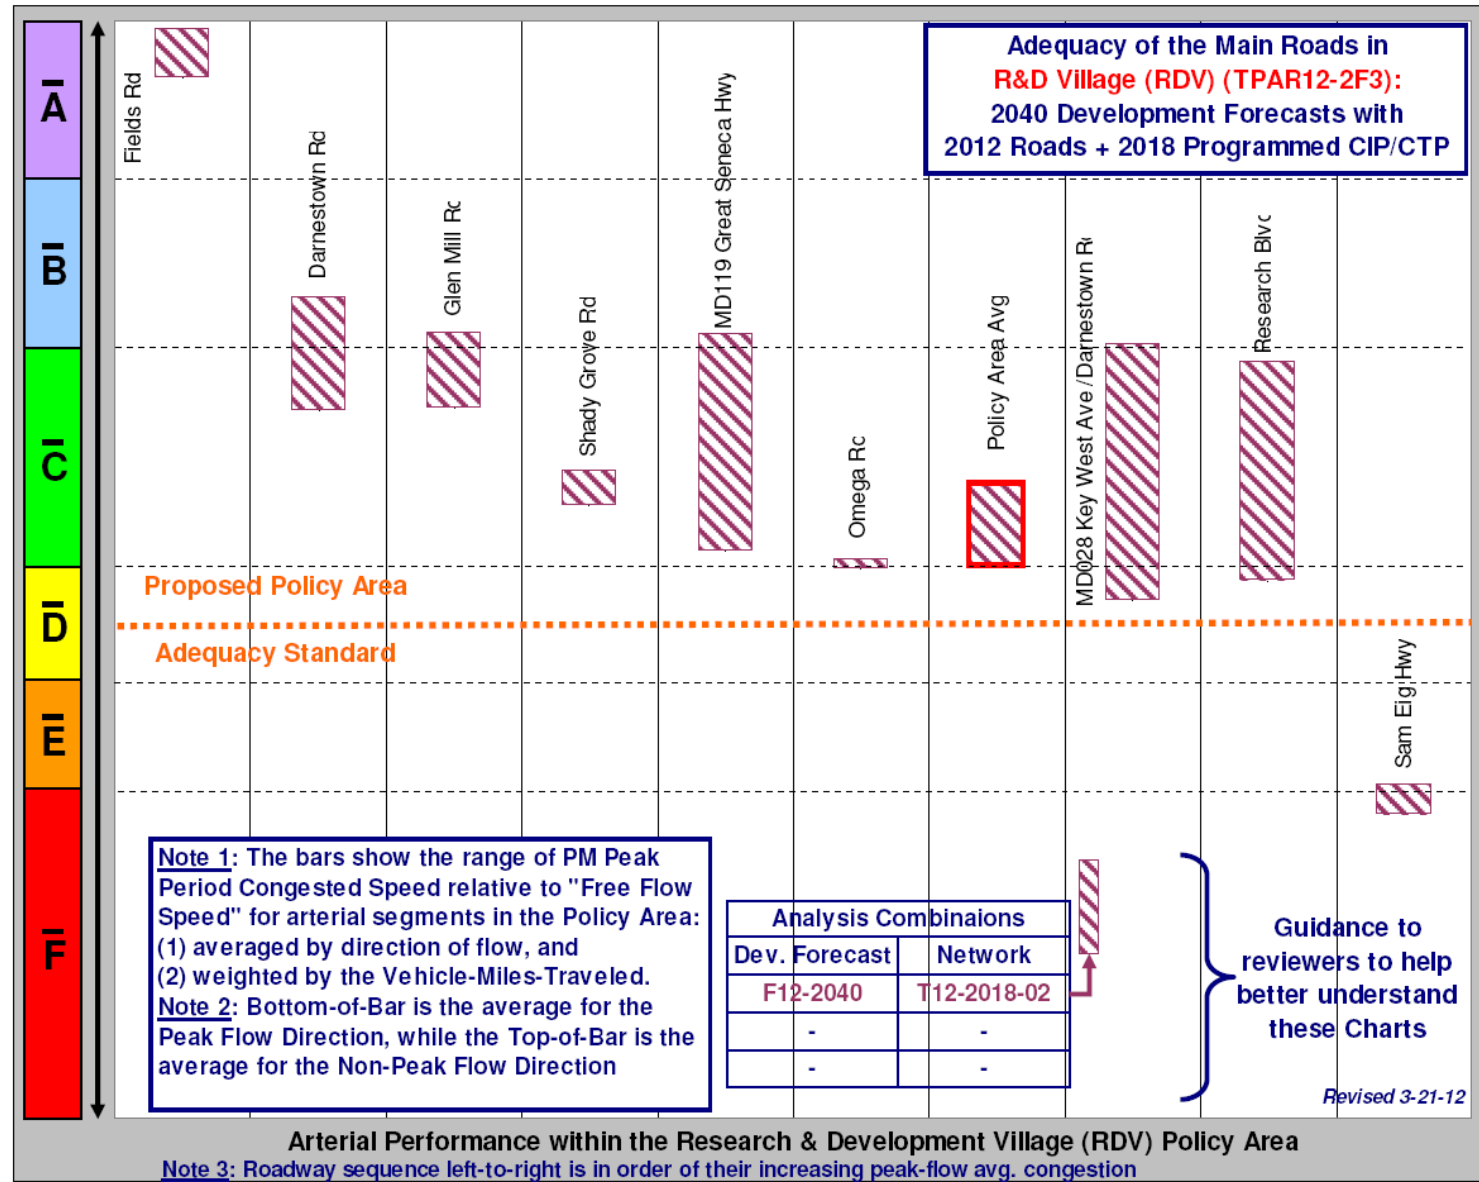 Adequacy of the Main Roads in
R&D Village (RDV) (TPAR12-2F3):
2040 Development Forecasts with
2012 Roads + 2018 Programmed CIP/CTP
A
B
C
D
E
F
Fields Rd
Darnestown Rd
Glen Mill Rd
Shady Grove Rd
MD119 Great Seneca Hwy
Omega Rd
Policy Area Avg
MD028 Key West Ave /Darnestown Rd
Research Blvd
Sam Eig Hwy
Proposed Policy Area
Adequacy Standard
Note 1: The bars show the range of PM Peak
Period Congested Speed relative to "Free Flow
Speed" for arterial segments in the Policy Area:
(1) averaged by direction of flow, and
(2) weighted by the Vehicle-Miles-Traveled.
Note 2: Bottom-of-Bar is the average for the
Peak Flow Direction, while the Top-of-Bar is the
average for the Non-Peak Flow Direction
Analysis Combinaions
Dev. Forecast Network
F12-2040 T12-2018-02
- -
- -
Guidance to
reviewers to help
better understand
these Charts
Revised 3-21-12
Arterial Performance within the Research & Development Village (RDV) Policy Area
Note 3: Roadway sequence left-to-right is in order of their increasing peak-flow avg. congestion